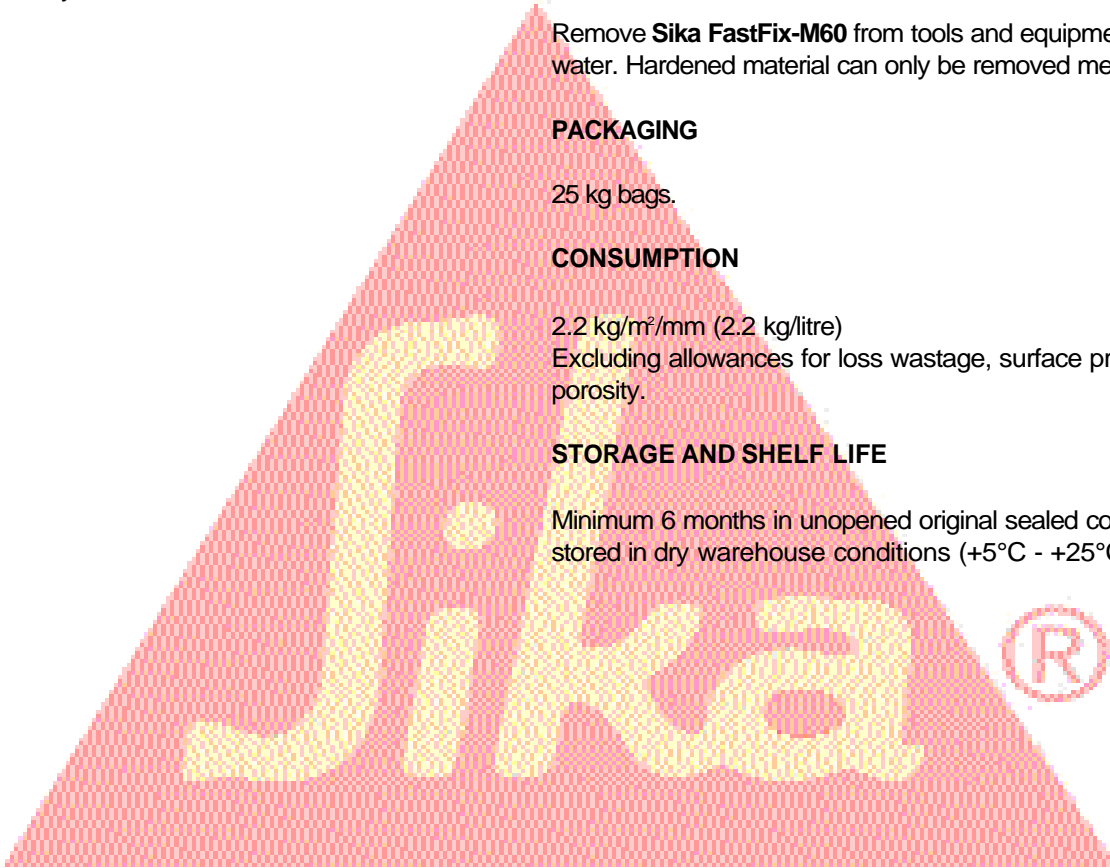 Remove Sika FastFix-M60 from tools and equipme
water. Hardened material can only be removed me
PACKAGING
25 kg bags.
CONSUMPTION
2.2 kg/m²/mm (2.2 kg/litre)
Excluding allowances for loss wastage, surface pr
porosity.
STORAGE AND SHELF LIFE
Minimum 6 months in unopened original sealed co
stored in dry warehouse conditions (+5°C - +25°C
Sika
®